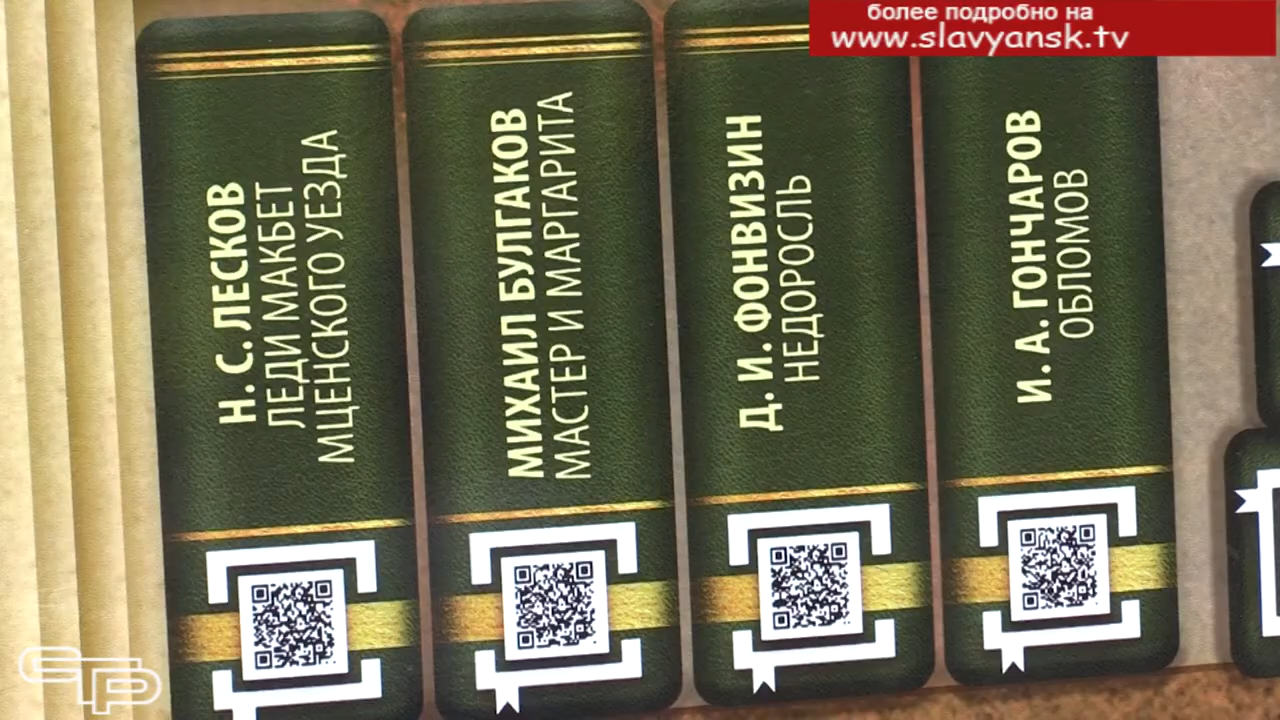 более подробно на
www.slavyansk.tv
Н. С. ЛЕСКОВ
ЛЕДИ МАКБЕТ
МЦЕНСКОГО УЕЗДА
МИХАИЛ БУЛГАКОВ
МАСТЕР И МАРГАРИТА
Д. И. ФОНВИЗИН
НЕДОРОСЛЬ
И. А. ГОНЧАРОВ
ОБЛОМОВ
СТР